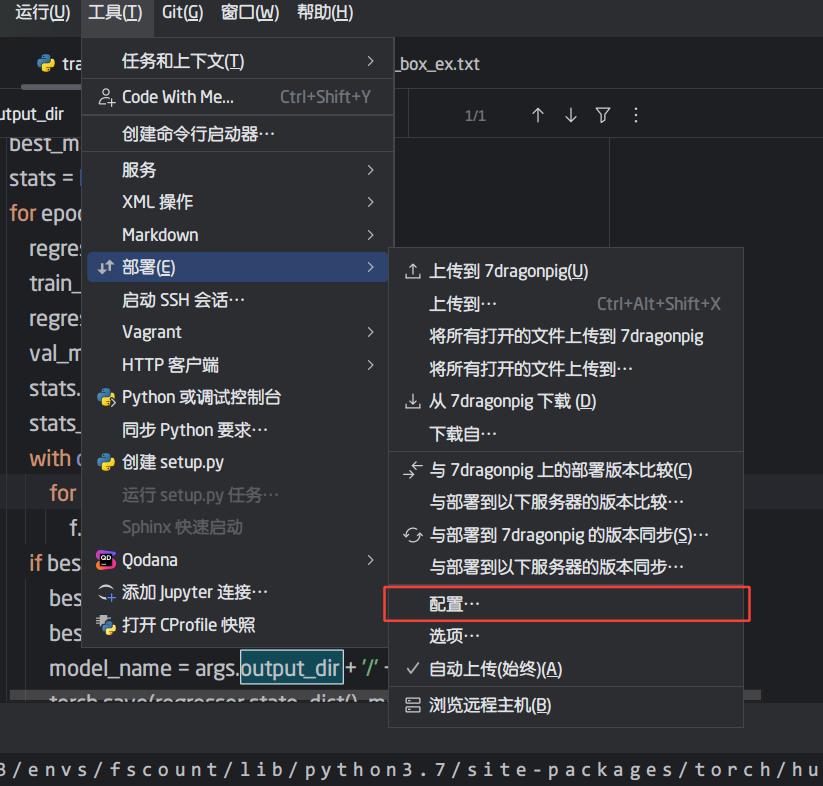 运行(U) 工具(T) Git(G) 窗口(W) 帮助(H)
tra
_box_ex.txt
utput_dir
1/1
best_m
stats =
for epoc
regres
train_
regres
val_m
stats.
stats_
with
for
f.
if bes
bes
bes
model_name = args.output_dir + '/' -
torch.save(regressor.state_dict(), m
任务和上下文(T)
Code With Me... Ctrl+Shift+Y
创建命令行启动器…
服务
XML 操作
Markdown
部署(E)
启动 SSH 会话…
Vagrant
HTTP 客户端
Python 或调试控制台
同步 Python 要求…
创建 setup.py
运行 setup.py 任务…
Sphinx 快速启动
QD Qodana
添加 Jupyter 连接…
打开 CProfile 快照
上传到 7dragonpig(U)
上传到… Ctrl+Alt+Shift+X
将所有打开的文件上传到 7dragonpig
将所有打开的文件上传到…
从 7dragonpig 下载 (D)
下载自…
与 7dragonpig 上的部署版本比较(C)
与部署到以下服务器的版本比较…
与部署到 7dragonpig 的版本同步(S)…
与部署到以下服务器的版本同步…
配置…
选项…
自动上传(始终)(A)
浏览远程主机(B)
3/envs/fscount/lib/python3.7/site-packages/torch/hu